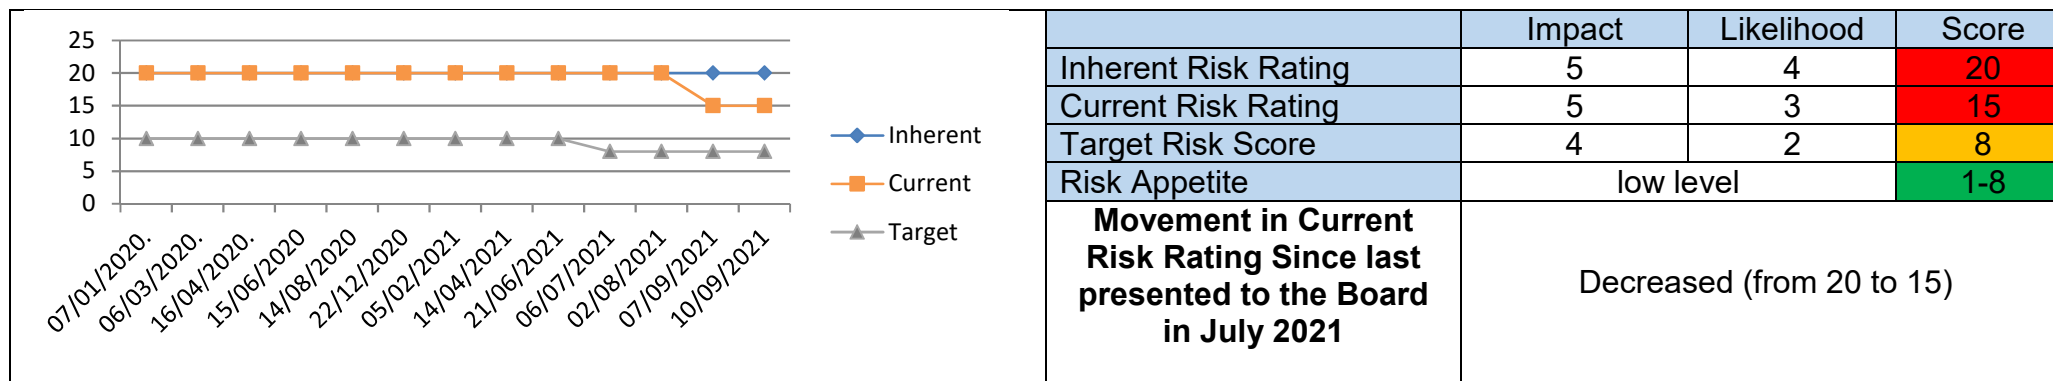 25
20
15
10
5
0
07/01/2020.
06/03/2020.
16/04/2020.
15/06/2020
14/08/2020
22/12/2020
05/02/2021
14/04/2021
21/06/2021
06/07/2021
02/08/2021
07/09/2021
10/09/2021
Inherent
Current
Target
Impact Likelihood Score
Inherent Risk Rating 5 4 20
Current Risk Rating 5 3 15
Target Risk Score 4 2 8
Risk Appetite low level 1-8
Movement in Current
Risk Rating Since last
presented to the Board
in July 2021
Decreased (from 20 to 15)